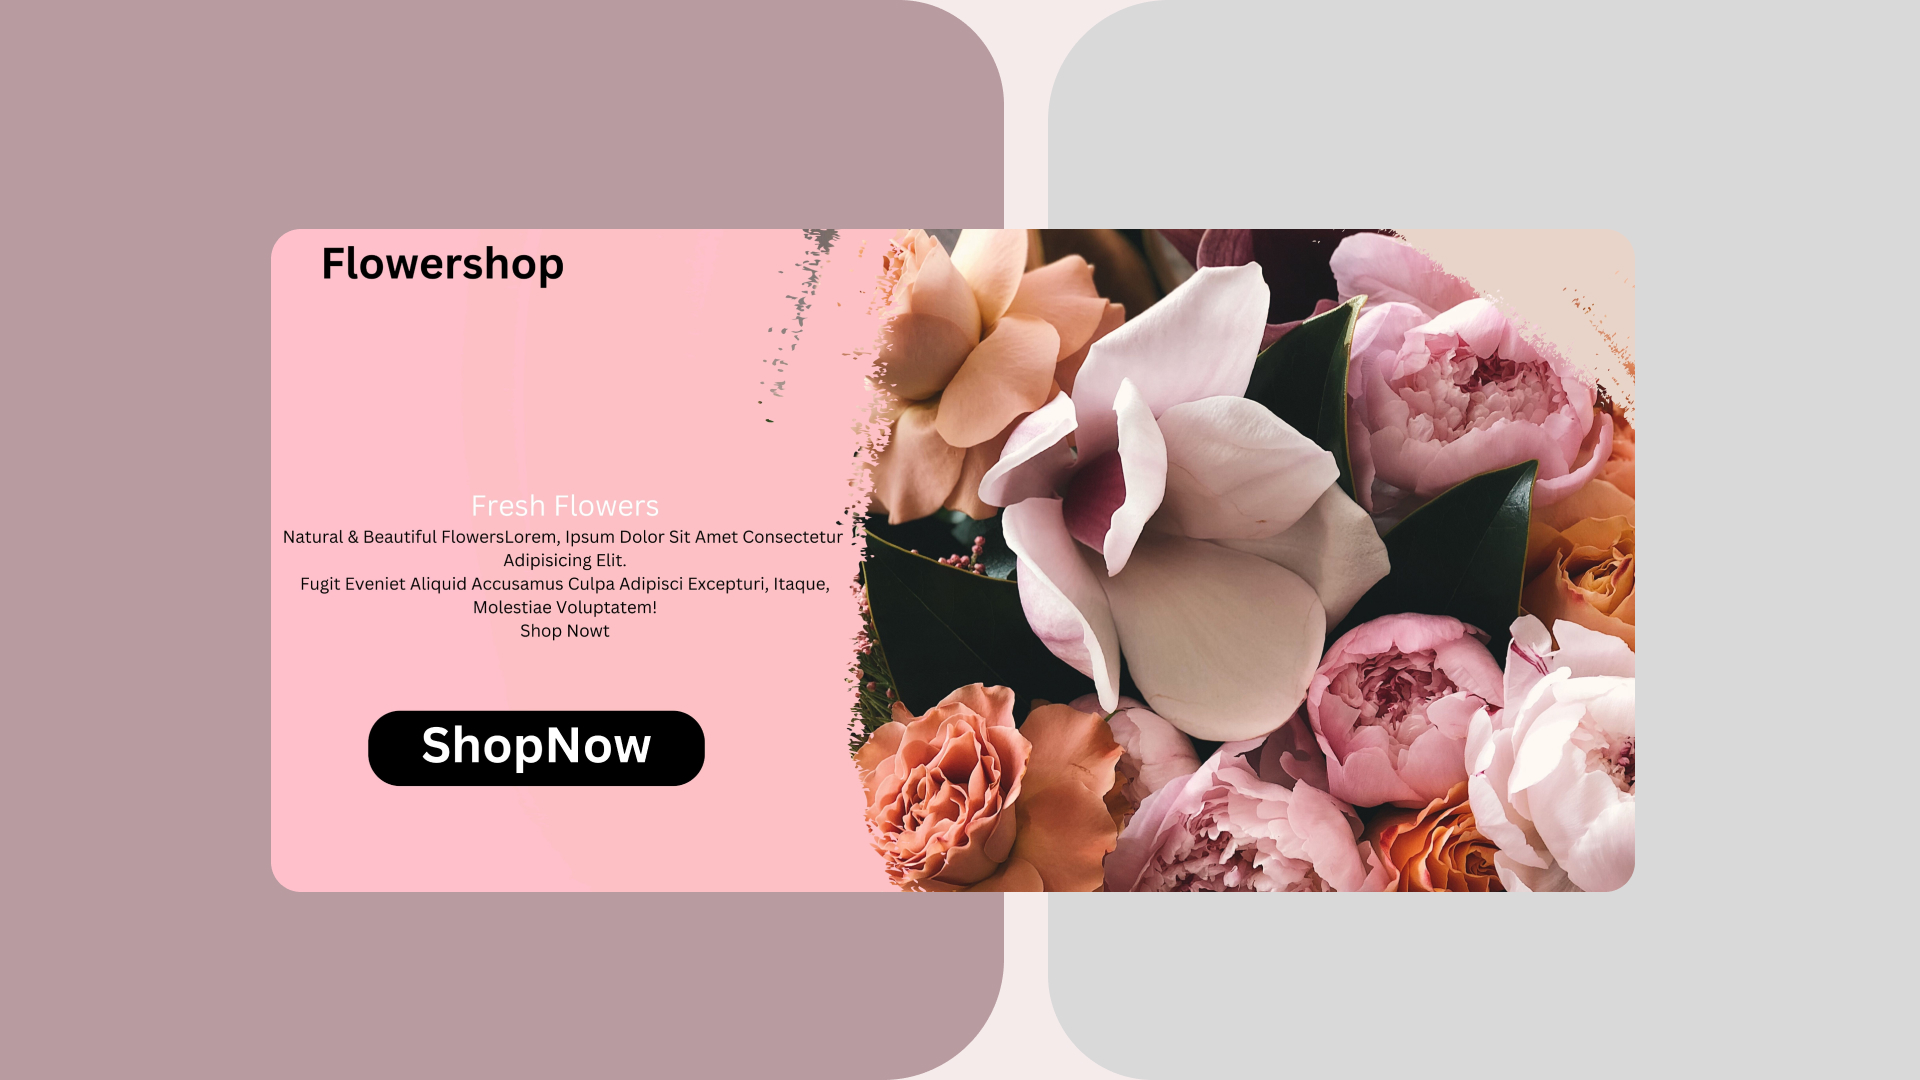 Flowershop
Fresh Flowers
Natural & Beautiful FlowersLorem, Ipsum Dolor Sit Amet Consectetur
Adipisicing Elit.
Fugit Eveniet Aliquid Accusamus Culpa Adipisci Excepturi, Itaque,
Molestiae Voluptatem!
Shop Nowt
ShopNow